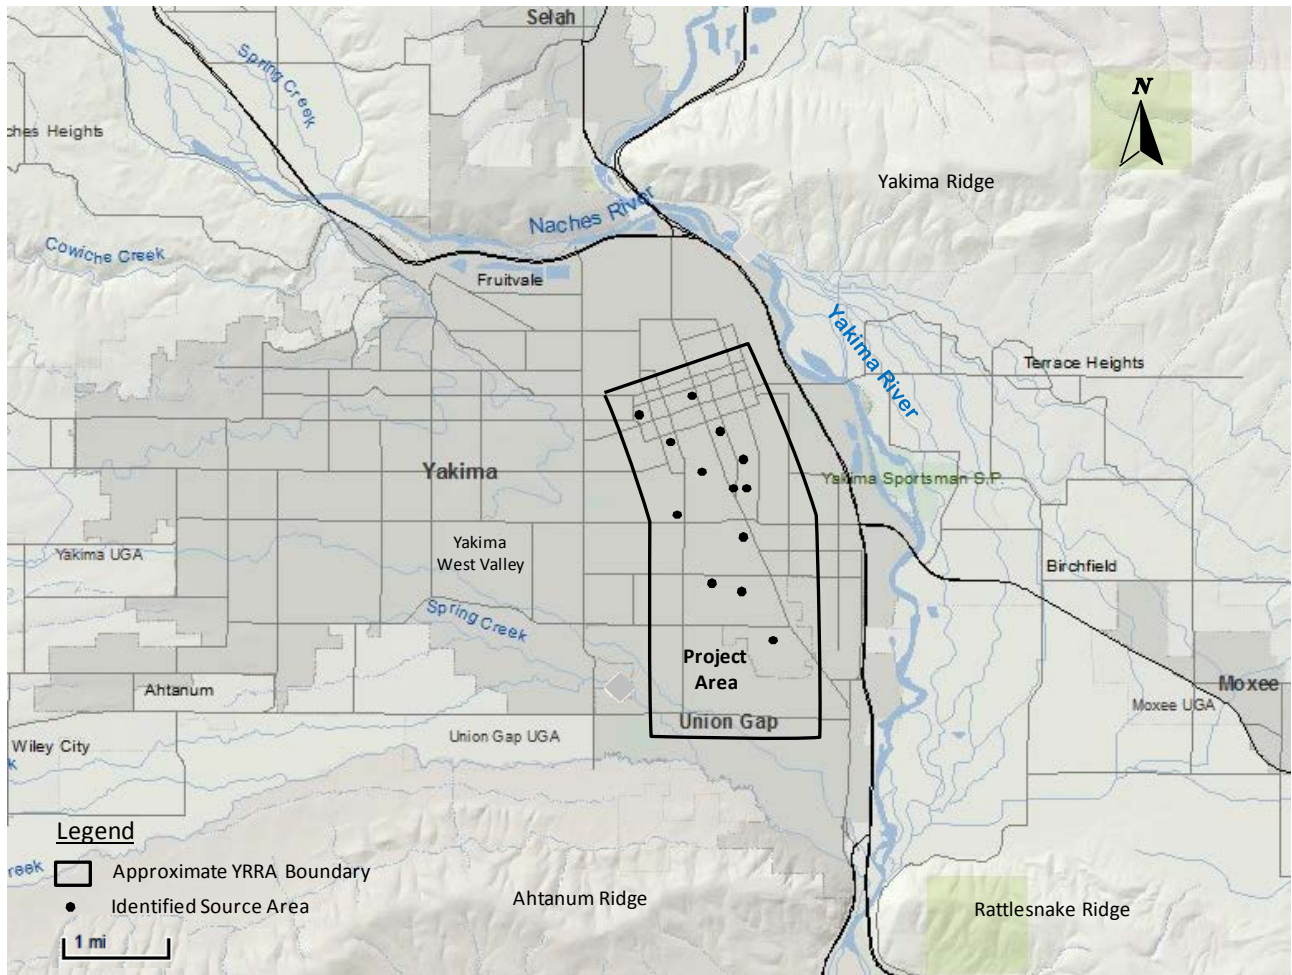 Selah
Spring Creek
N
ches Heights
Yakima Ridge
Naches River
Cowiche Creek
Fruitvale
Yakima River
Terrace Heights
Yakima
Yakima Sportsman S.P.
Yakima UGA
Yakima
West Valley
Birchfield
Spring Creek
Project
Area
Ahtanum
Moxee
Moxee UGA
Union Gap
Union Gap UGA
Wiley City
k
Legend
reek
Approximate YRRA Boundary
Identified Source Area
Ahtanum Ridge
Rattlesnake Ridge
1 mi